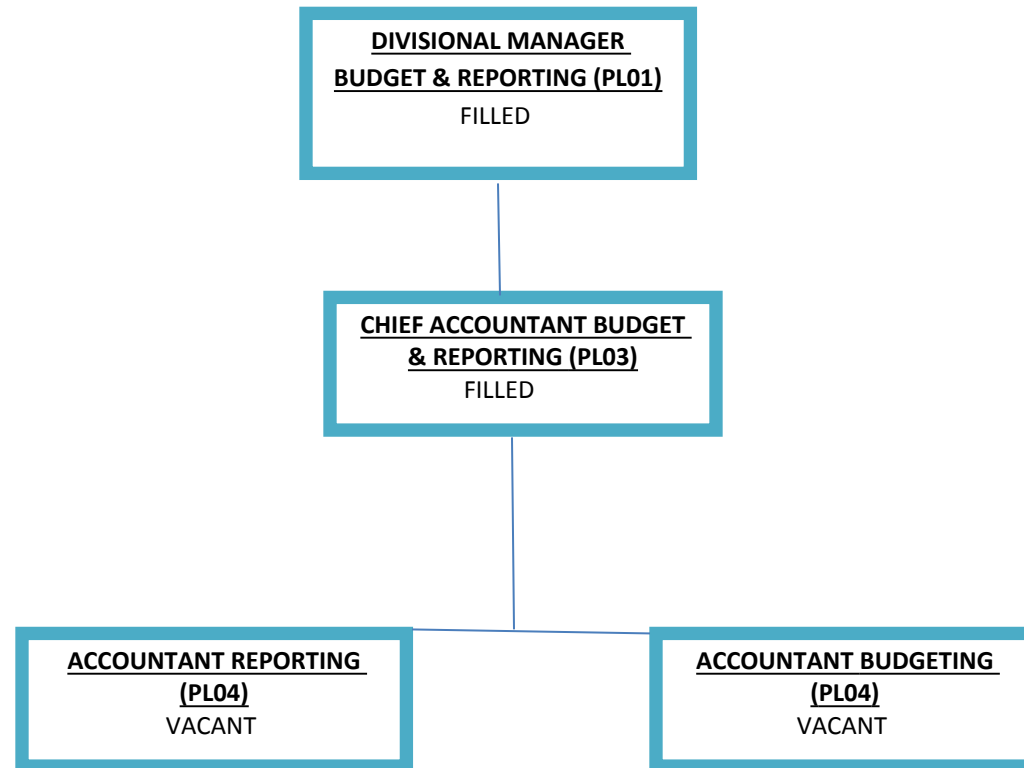 DIVISIONAL MANAGER
BUDGET & REPORTING (PL01)
FILLED
CHIEF ACCOUNTANT BUDGET
& REPORTING (PL03)
FILLED
ACCOUNTANT REPORTING
(PL04)
VACANT
ACCOUNTANT BUDGETING
(PL04)
VACANT